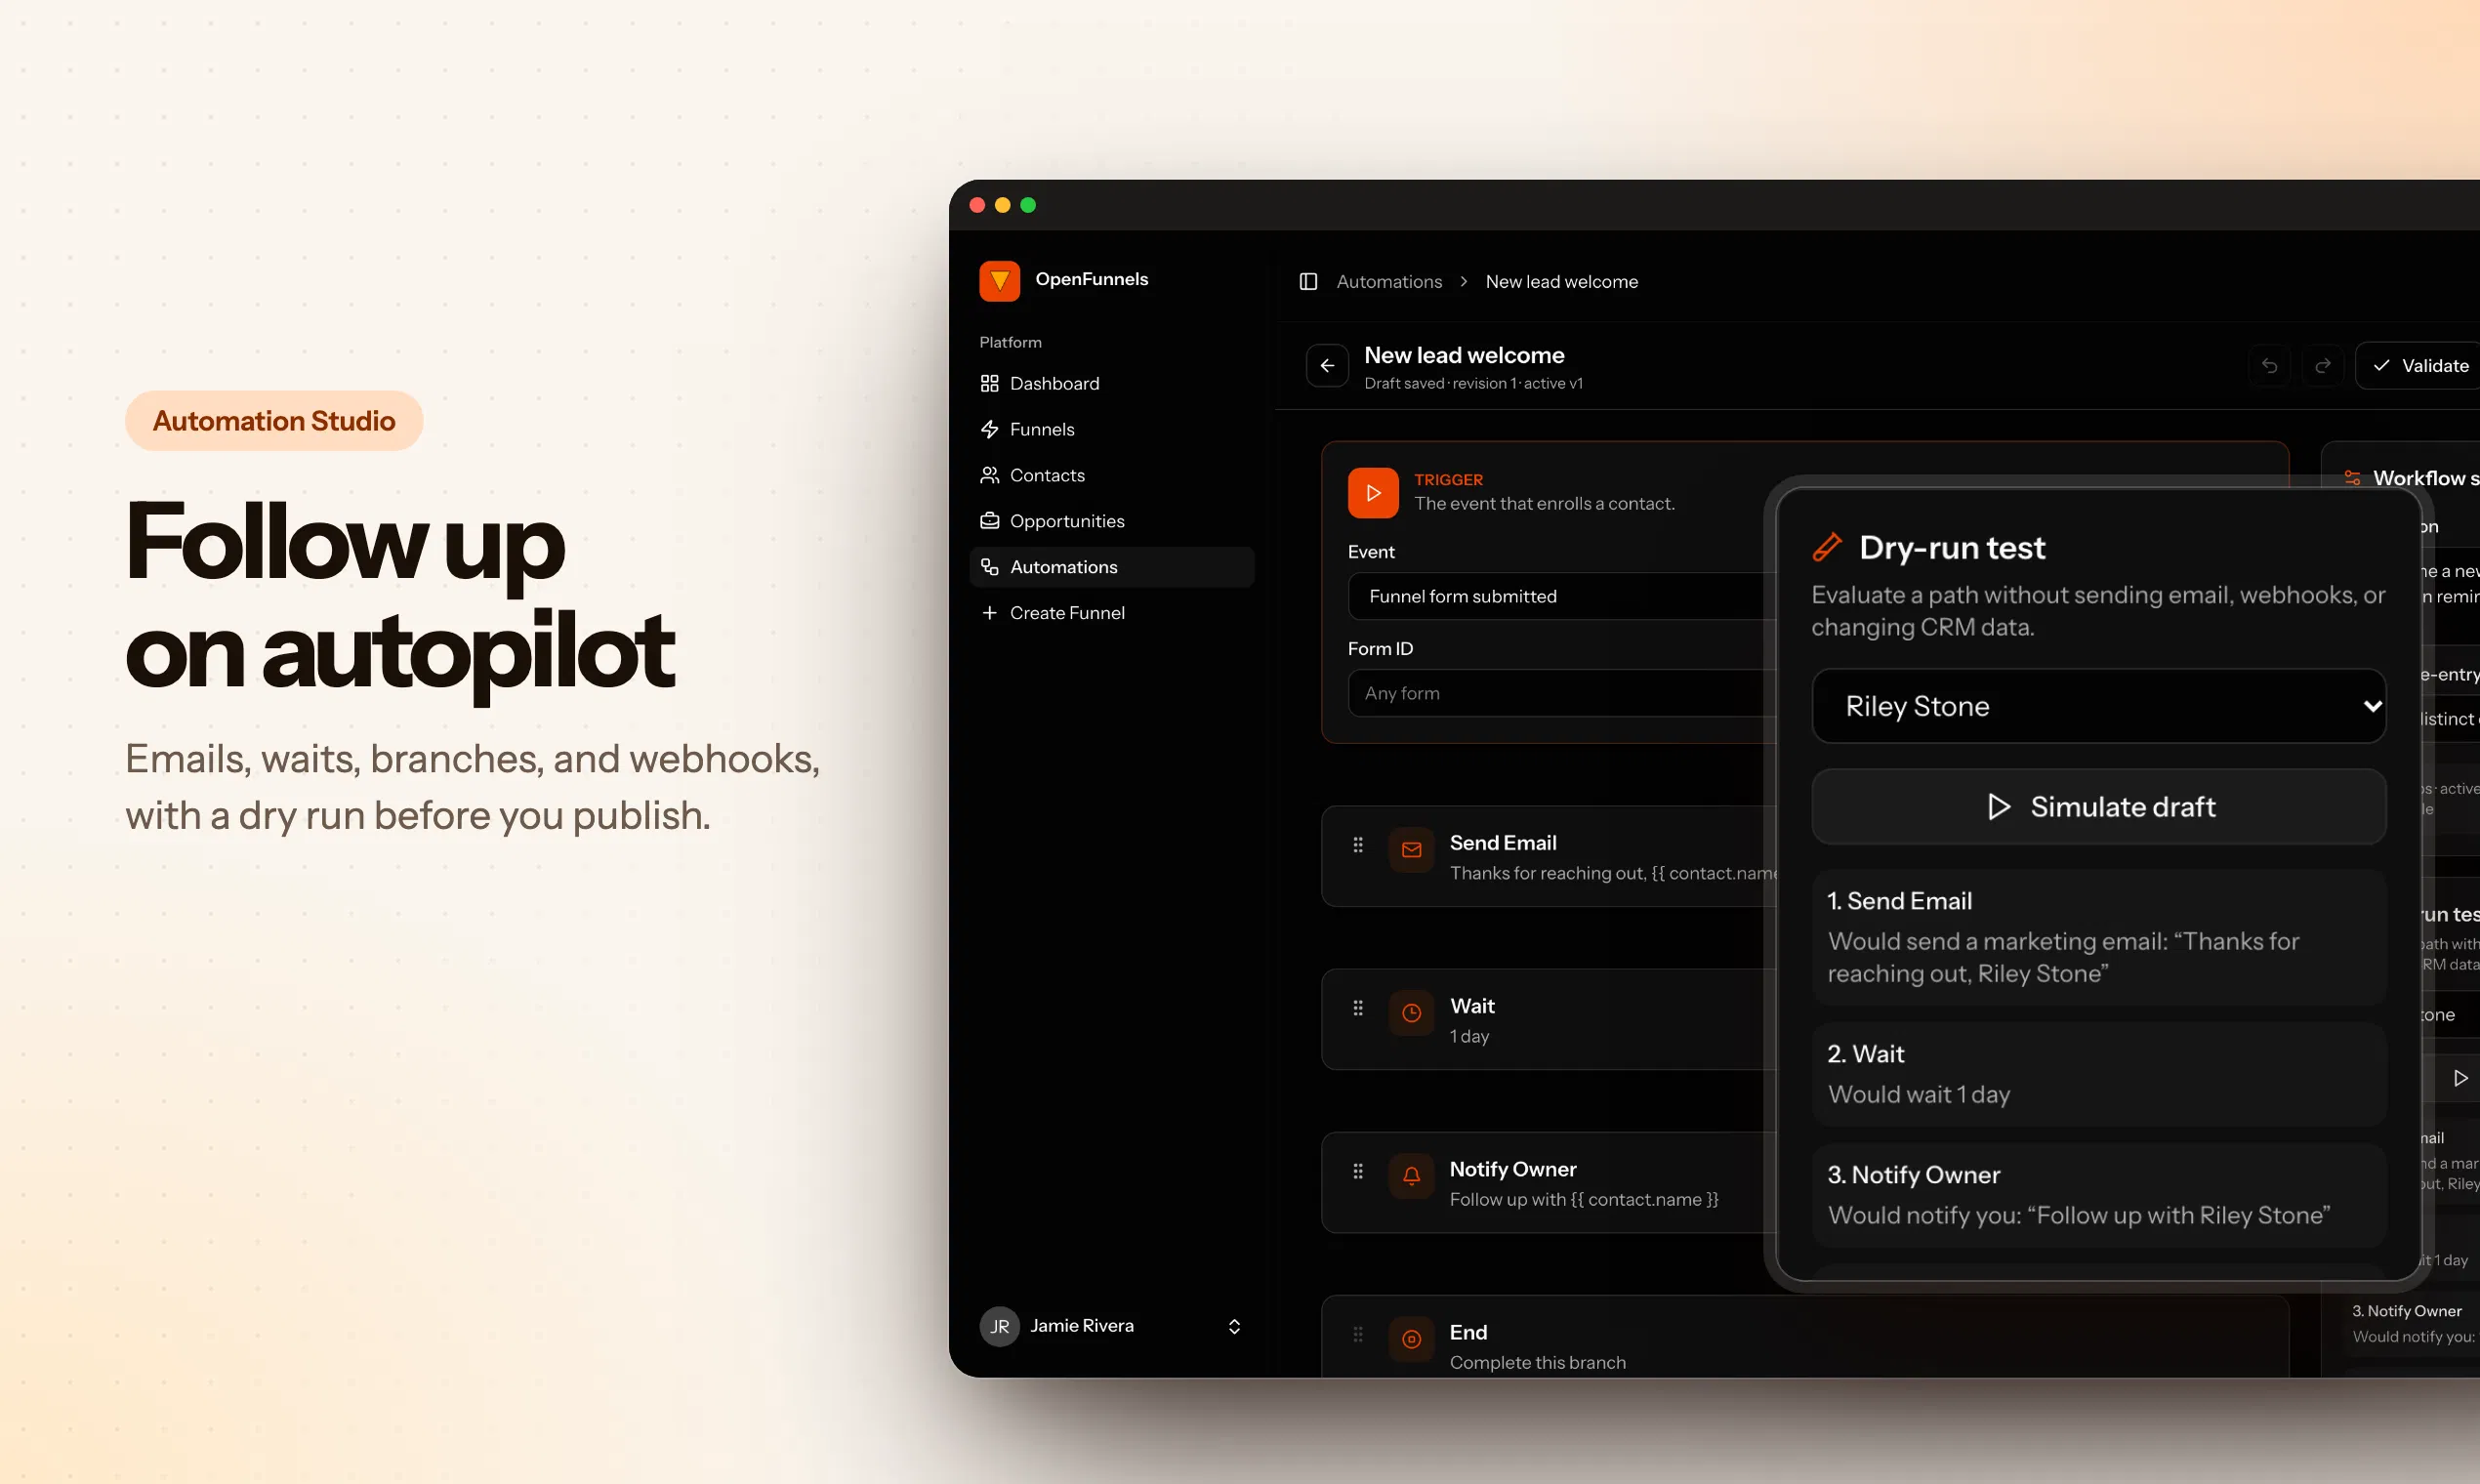 Automation Studio
Follow up
on autopilot
Emails, waits, branches, and webhooks,
with a dry run before you publish.
OpenFunnels
Platform
Dashboard
Funnels
Contacts
Opportunities
Automations
Create Funnel
JR
Jamie Rivera
Automations > New lead welcome
New lead welcome
Draft saved · revision 1 · active v1
Validate
TRIGGER
The event that enrolls a contact.
Event
Funnel form submitted
Form ID
Any form
Send Email
Thanks for reaching out, {{ contact.name
Wait
1 day
Notify Owner
Follow up with {{ contact.name }}
End
Complete this branch
Dry-run test
Evaluate a path without sending email, webhooks, or
changing CRM data.
Riley Stone
Simulate draft
1. Send Email
Would send a marketing email: “Thanks for
reaching out, Riley Stone”
2. Wait
Would wait 1 day
3. Notify Owner
Would notify you: “Follow up with Riley Stone”
Workflow s
3. Notify Owner
Would notify you: